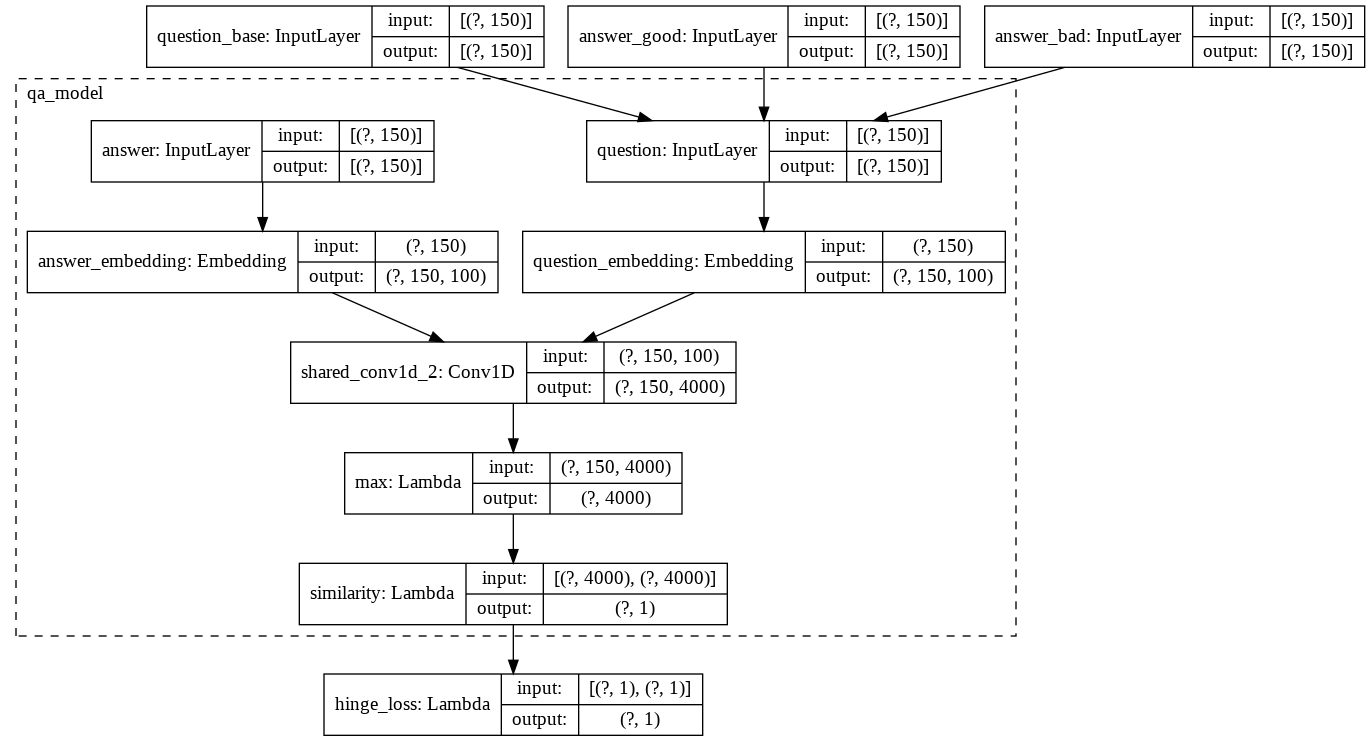 question_base: InputLayer input: [(?, 150)] output: [(?, 150)]
answer_good: InputLayer input: [(?, 150)] output: [(?, 150)]
answer_bad: InputLayer input: [(?, 150)] output: [(?, 150)]
qa_model
answer: InputLayer input: [(?, 150)] output: [(?, 150)]
question: InputLayer input: [(?, 150)] output: [(?, 150)]
answer_embedding: Embedding input: (?, 150) output: (?, 150, 100)
question_embedding: Embedding input: (?, 150) output: (?, 150, 100)
shared_conv1d_2: Conv1D input: (?, 150, 100) output: (?, 150, 4000)
max: Lambda input: (?, 150, 4000) output: (?, 4000)
similarity: Lambda input: [(?, 4000), (?, 4000)] output: (?, 1)
hinge_loss: Lambda input: [(?, 1), (?, 1)] output: (?, 1)